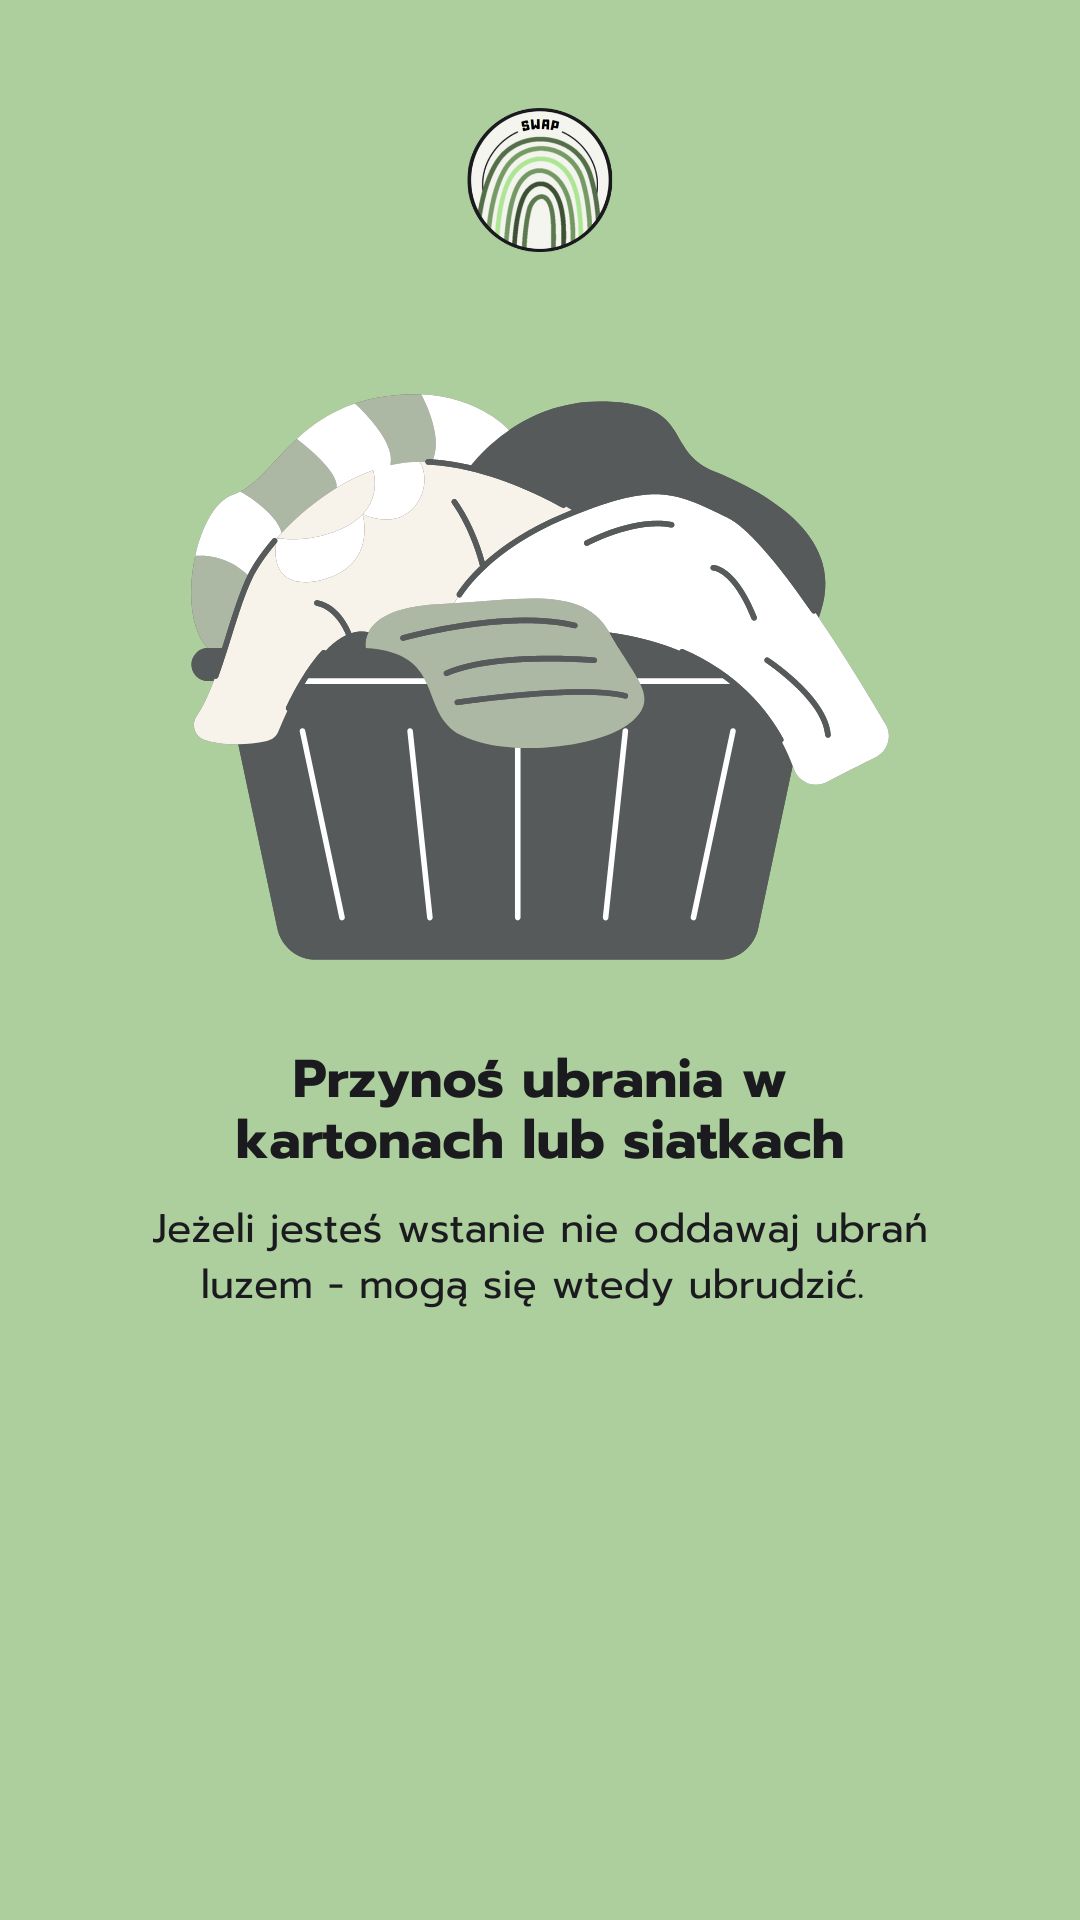 SWAP
Przynoś ubrania w
kartonach lub siatkach
Jeżeli jesteś wstanie nie oddawaj ubrań
luzem - mogą się wtedy ubrudzić.